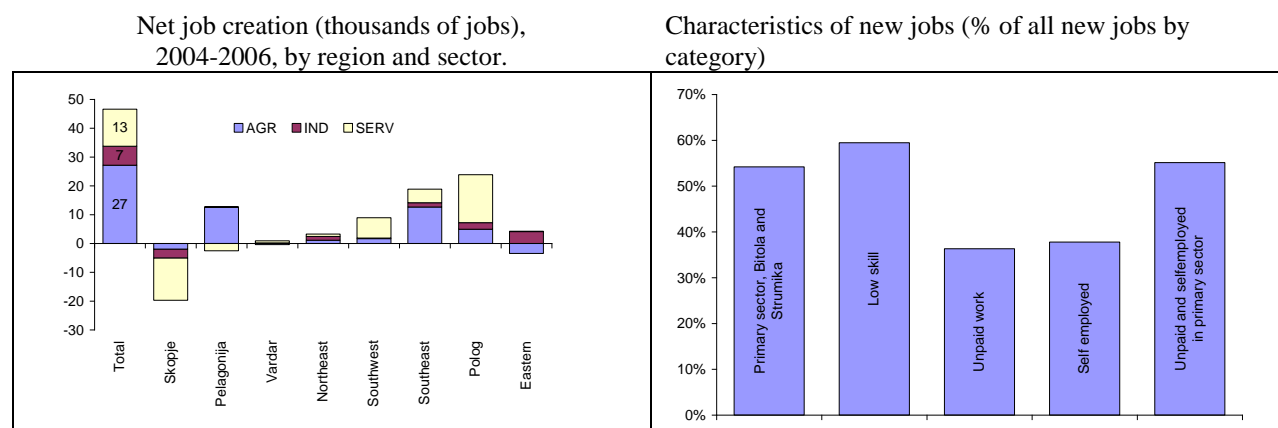 Net job creation (thousands of jobs),
2004-2006, by region and sector.
Characteristics of new jobs (% of all new jobs by
category)
50
40
30
20
10
0
-10
-20
-30
AGR IND SERV
13
7
27
Total
Skopje
Pelagonija
Vardar
Northeast
Southwest
Southeast
Polog
Eastern
70%
60%
50%
40%
30%
20%
10%
0%
Primary sector, Bitola and
Strumika
Low skill
Unpaid work
Self employed
Unpaid and selfemployed
in primary sector